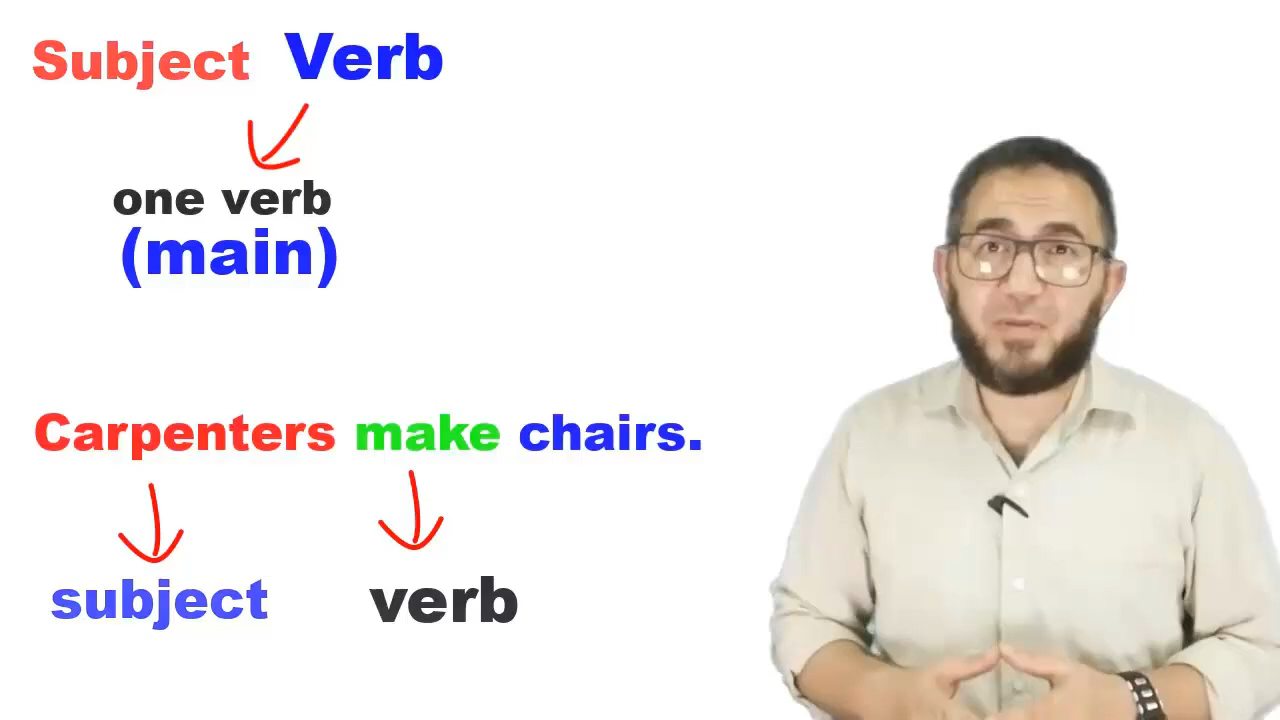 Subject Verb
one verb
(main)
Carpenters make chairs.
subject verb